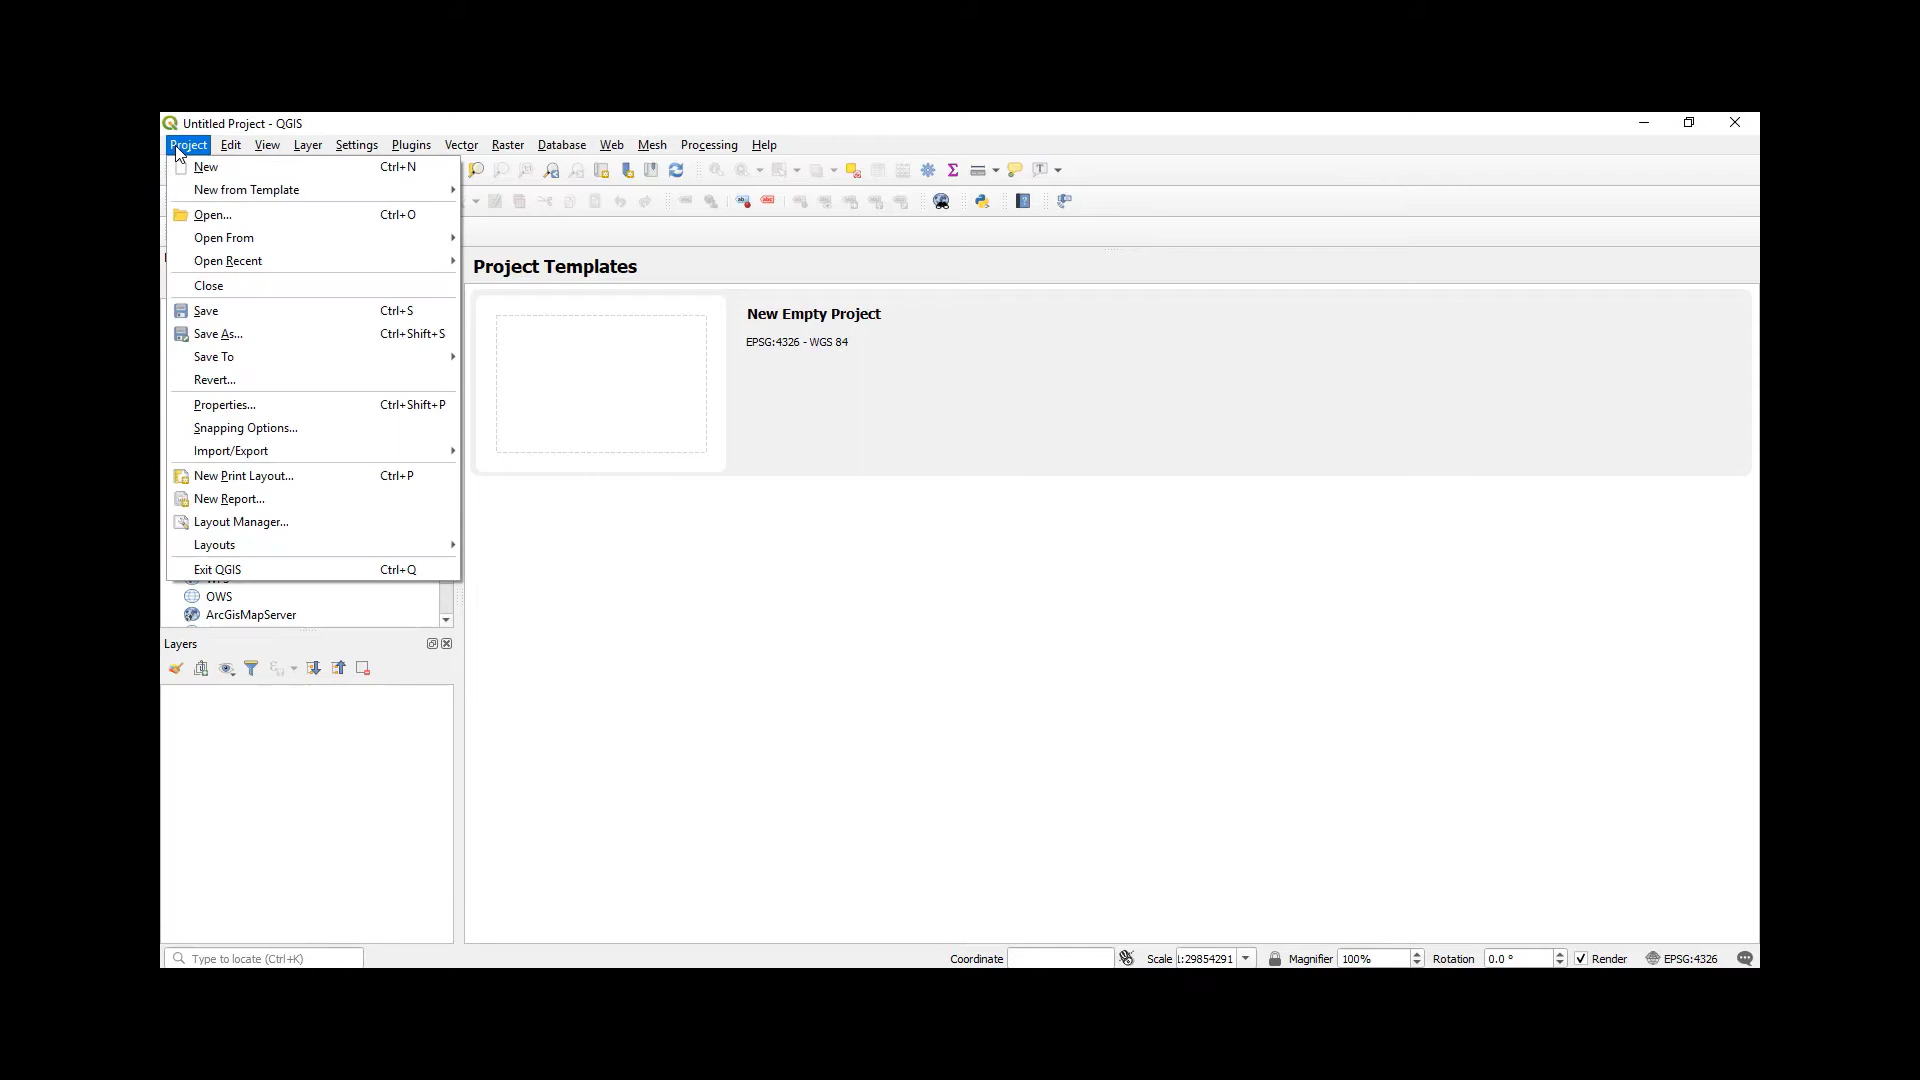 Untitled Project - QGIS
Project Edit View Layer Settings Plugins Vector Raster Database Web Mesh Processing Help
New Ctrl+N
New from Template
Open... Ctrl+O
Open From
Open Recent
Close
Save Ctrl+S
Save As... Ctrl+Shift+S
Save To
Revert...
Properties... Ctrl+Shift+P
Snapping Options...
Import/Export
New Print Layout... Ctrl+P
New Report...
Layout Manager...
Layouts
Exit QGIS Ctrl+Q
Project Templates
New Empty Project
EPSG:4326 - WGS 84
OWS
ArcGisMapServer
Layers
Type to locate (Ctrl+K)
Coordinate Scale 1:29854291 Magnifier 100% Rotation 0.0 ° Render EPSG:4326